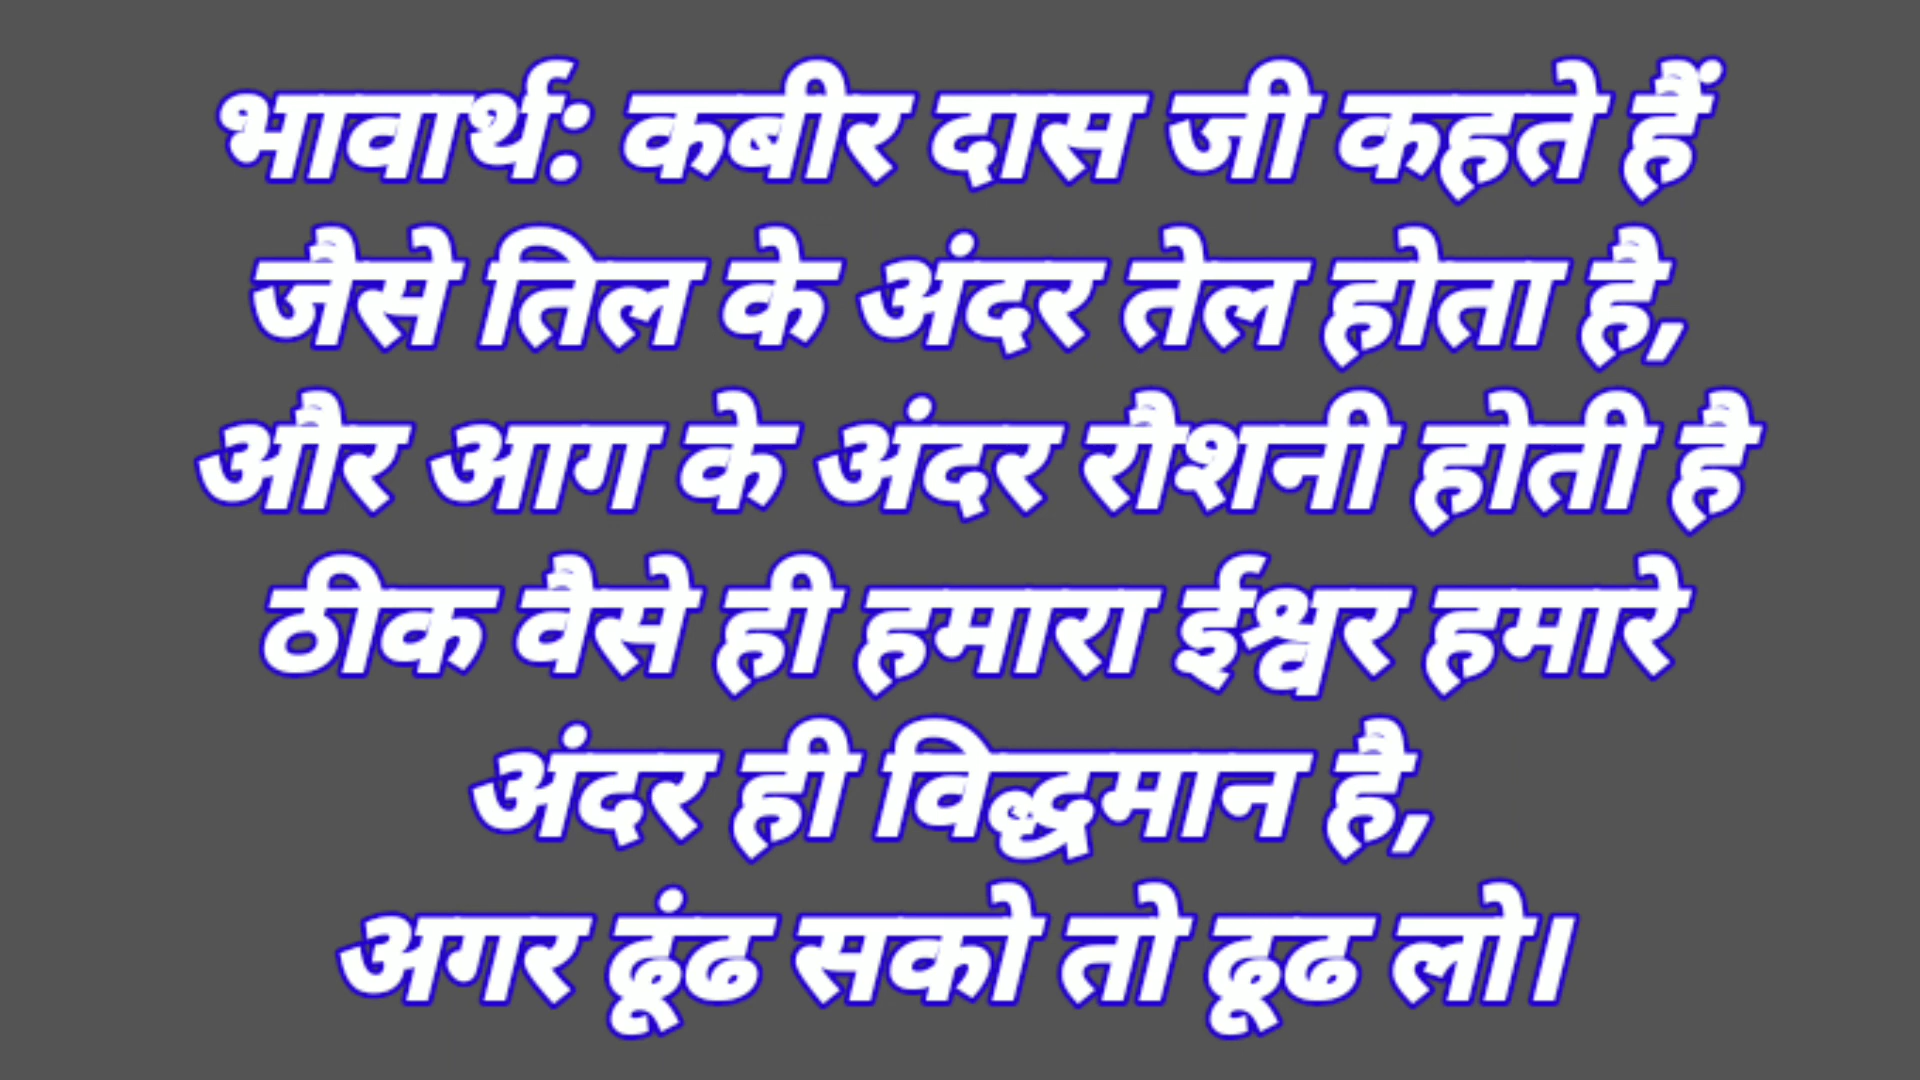 भावार्थ: कबीर दास जी कहते हैं
जैसे तिल के अंदर तेल होता है,
और आग के अंदर रौशनी होती है
ठीक वैसे ही हमारा ईश्वर हमारे
अंदर ही विद्धमान है,
अगर ढूंढ सको तो ढूढ लो।